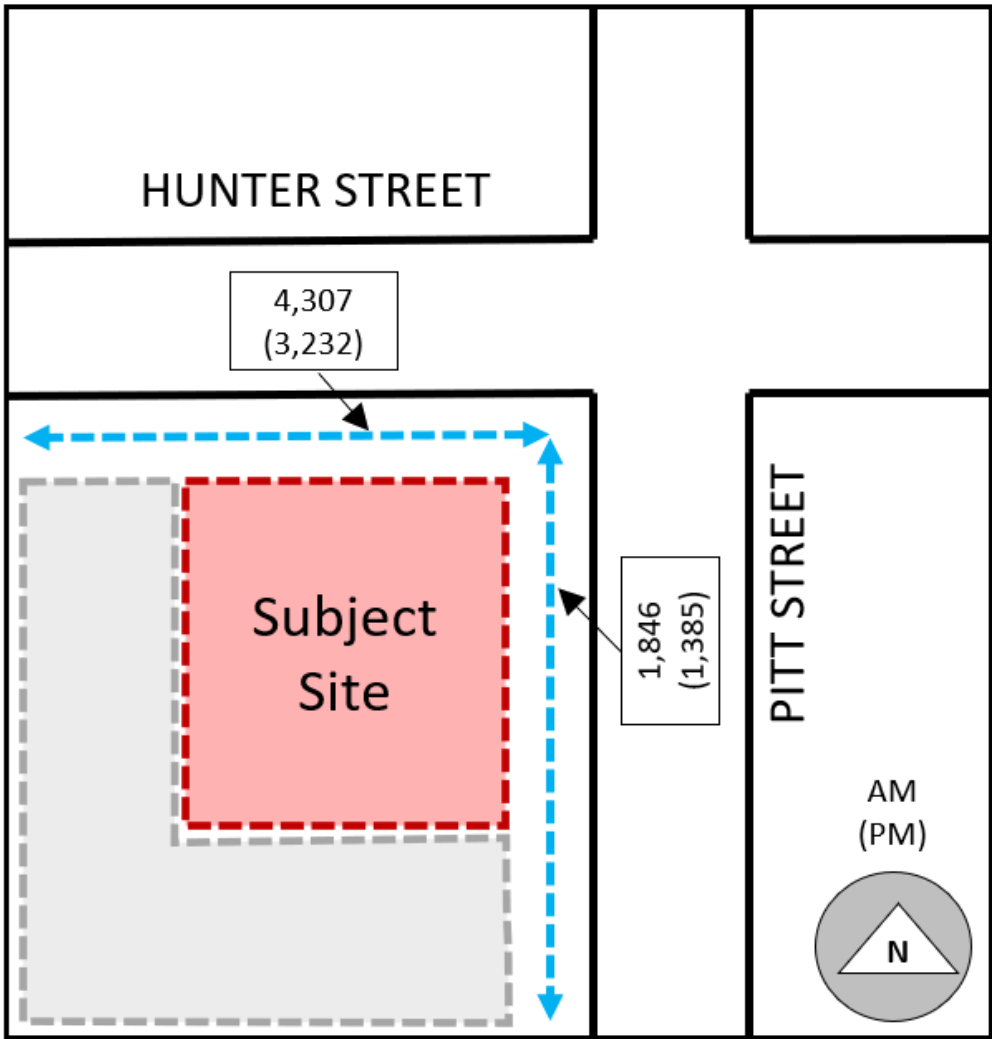 HUNTER STREET
4,307
(3,232)
Subject
Site
1,846
(1,385)
PITT STREET
AM
(PM)
N